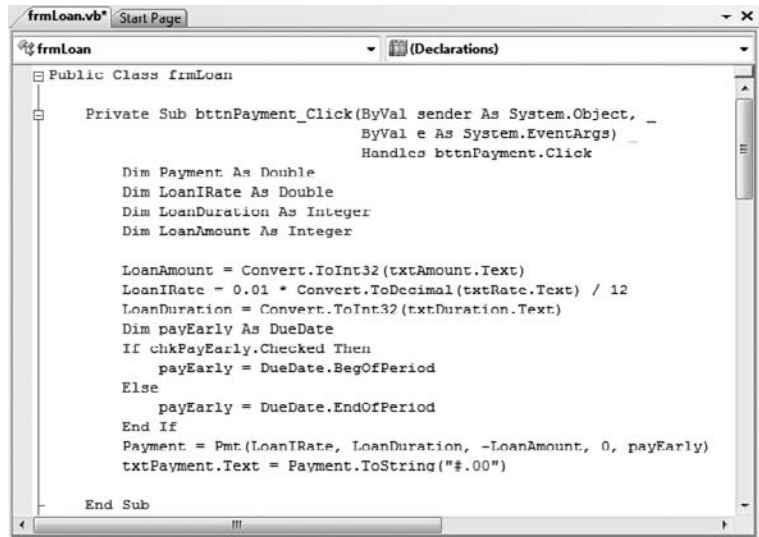 frmLoan.vb* Start Page
frmLoan (Declarations)
Public Class frmLoan
Private Sub bttnPayment_Click(ByVal sender As System.Object, _
ByVal e As System.EventArgs) _
Handles bttnPayment.Click
Dim Payment As Double
Dim LoanIRate As Double
Dim LoanDuration As Integer
Dim LoanAmount As Integer
LoanAmount = Convert.ToInt32(txtAmount.Text)
LoanIRate = 0.01 * Convert.ToDecimal(txtRate.Text) / 12
LoanDuration = Convert.ToInt32(txtDuration.Text)
Dim payEarly As DueDate
If chkPayEarly.Checked Then
payEarly = DueDate.BegOfPeriod
Else
payEarly = DueDate.EndOfPeriod
End If
Payment = Pmt(LoanIRate, LoanDuration, -LoanAmount, 0, payEarly)
txtPayment.Text = Payment.ToString("#.00")
End Sub